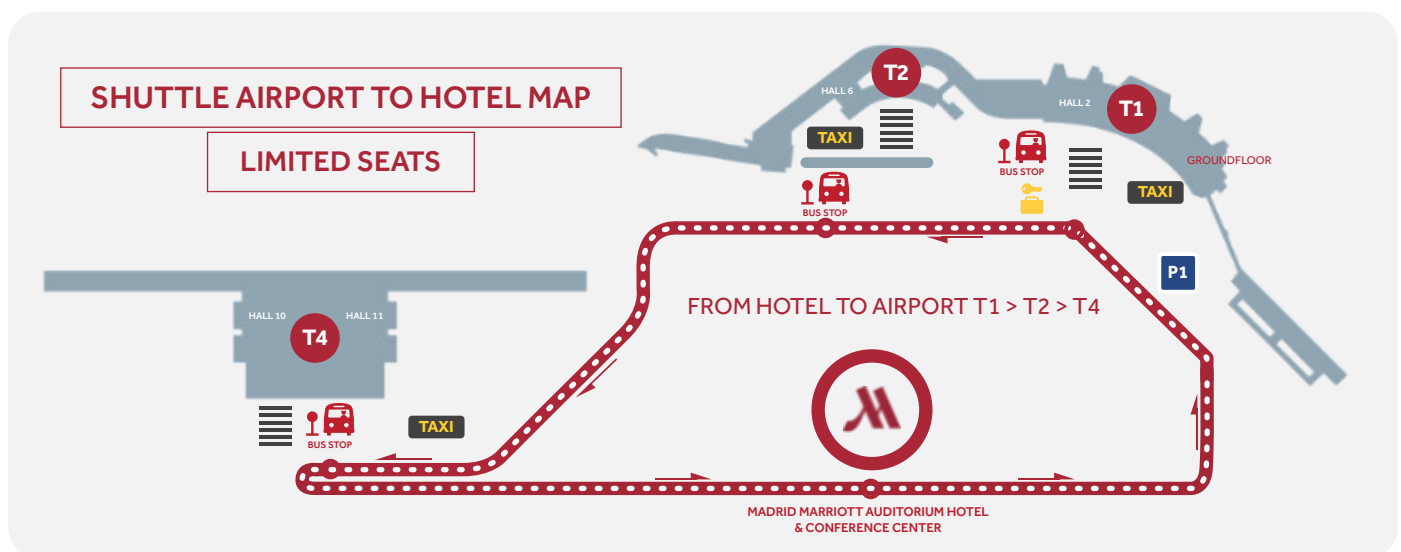 SHUTTLE AIRPORT TO HOTEL MAP
LIMITED SEATS
T2
HALL 6
TAXI
BUS STOP
HALL 2
T1
BUS STOP
GROUNDFLOOR
TAXI
P1
FROM HOTEL TO AIRPORT T1 > T2 > T4
HALL 10
HALL 11
T4
BUS STOP
TAXI
MADRID MARRIOTT AUDITORIUM HOTEL
& CONFERENCE CENTER